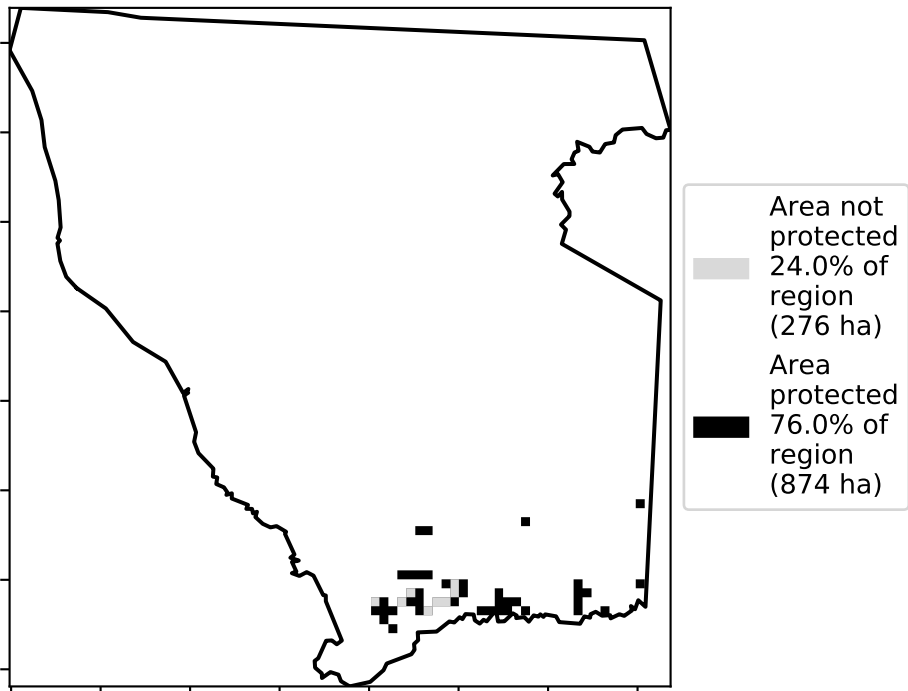 Area not
protected
24.0% of
region
(276 ha)
Area
protected
76.0% of
region
(874 ha)